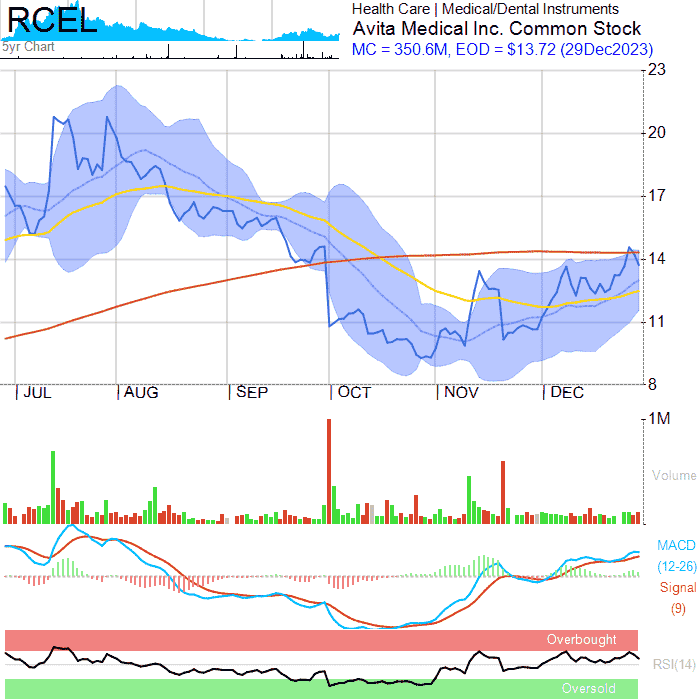 RCEL
5yr Chart
Health Care | Medical/Dental Instruments
Avita Medical Inc. Common Stock
MC = 350.6M, EOD = $13.72 (29Dec2023)
23
20
17
14
11
8
JUL AUG SEP OCT NOV DEC
1M
Volume
MACD
(12-26)
Signal
(9)
Overbought
RSI(14)
Oversold